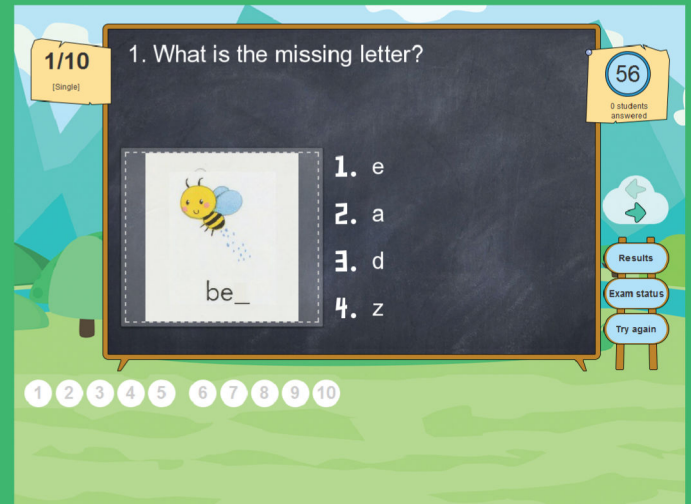 1/10
[Single]
1. What is the missing letter?
56
0 students
answered
be_
1. e
2. a
3. d
4. z
Results
Exam status
Try again
1 2 3 4 5 6 7 8 9 10